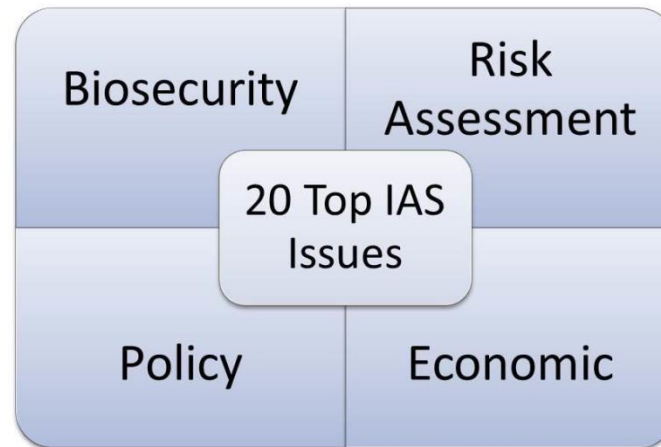 Biosecurity
Risk
Assessment
20 Top IAS
Issues
Policy
Economic